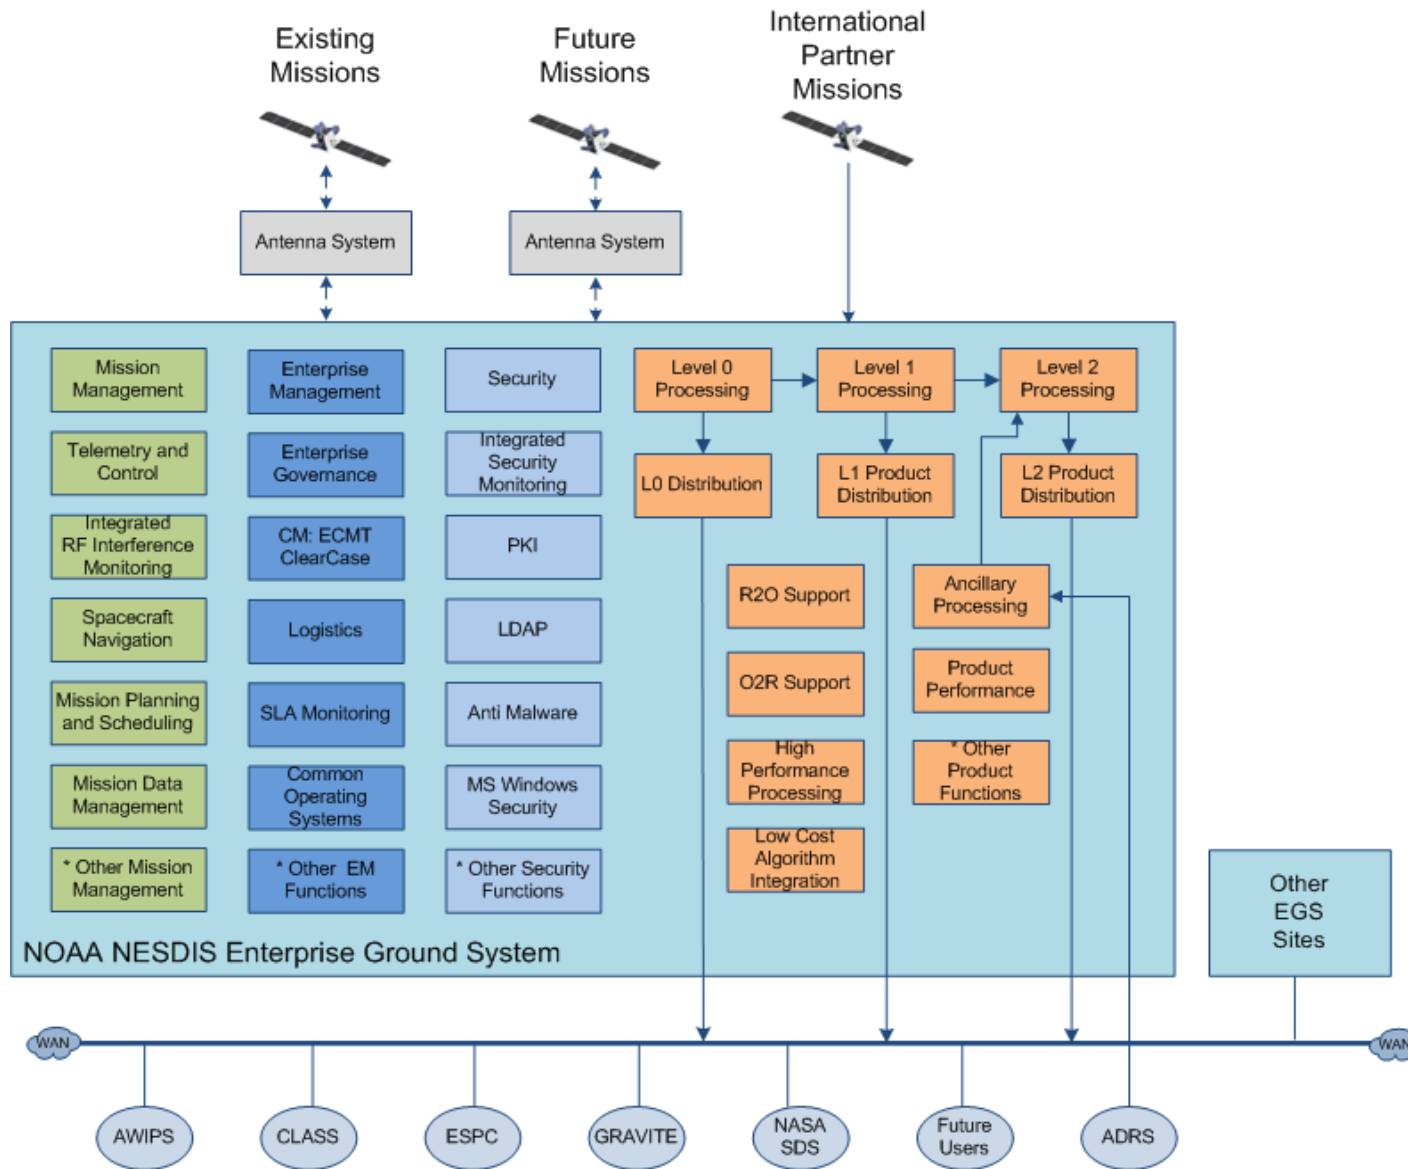 Existing
Missions
Future
Missions
International
Partner
Missions
Antenna System
Antenna System
Mission
Management
Enterprise
Management
Security
Level 0
Processing
Level 1
Processing
Level 2
Processing
Telemetry and
Control
Enterprise
Governance
Integrated
Security
Monitoring
L0 Distribution
L1 Product
Distribution
L2 Product
Distribution
Integrated
RF Interference
Monitoring
CM: ECMT
ClearCase
PKI
R2O Support
Ancillary
Processing
Spacecraft
Navigation
Logistics
LDAP
O2R Support
Product
Performance
Mission Planning
and Scheduling
SLA Monitoring
Anti Malware
High
Performance
Processing
* Other
Product
Functions
Mission Data
Management
Common
Operating
Systems
MS Windows
Security
Low Cost
Algorithm
Integration
* Other Mission
Management
* Other EM
Functions
* Other Security
Functions
NOAA NESDIS Enterprise Ground System
Other
EGS
Sites
WAN
WAN
AWIPS
CLASS
ESPC
GRAVITE
NASA
SDS
Future
Users
ADRS